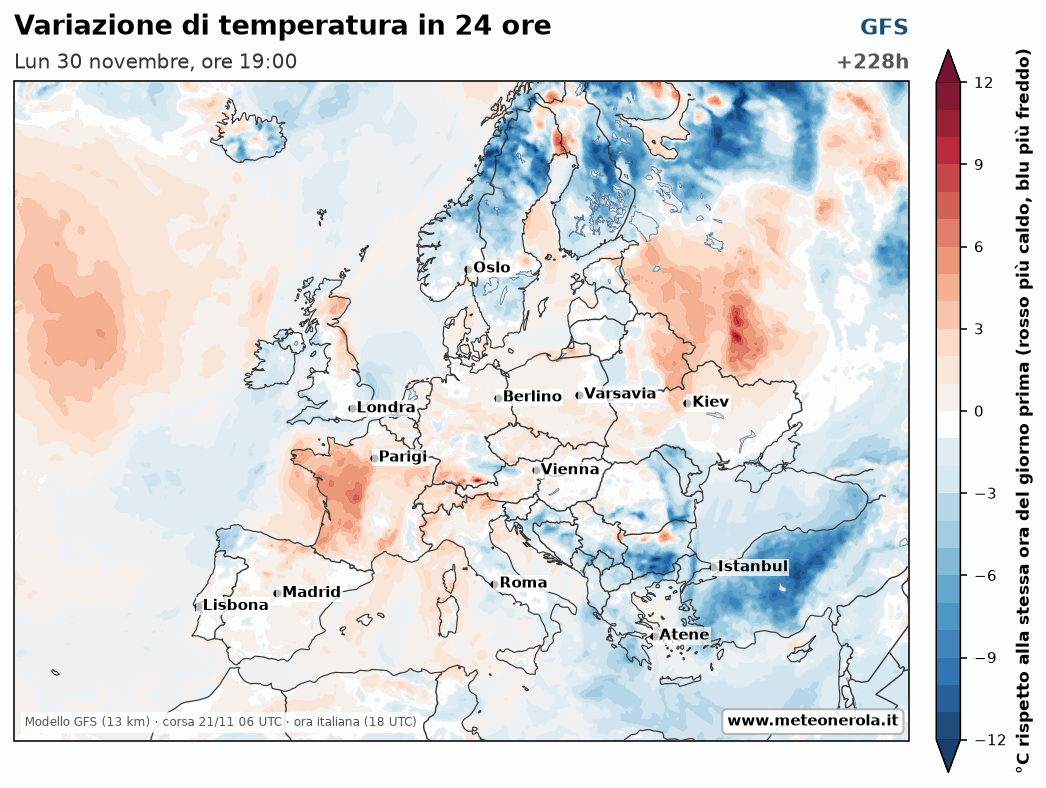 Variazione di temperatura in 24 ore
GFS
Lun 30 novembre, ore 19:00
+228h
Oslo
Londra
Berlino
Varsavia
Kiev
Parigi
Vienna
Istanbul
Madrid
Roma
Lisbona
Atene
Modello GFS (13 km) · corsa 21/11 06 UTC · ora italiana (18 UTC)
www.meteonerola.it
12
9
6
3
0
−3
−6
−9
−12
°C rispetto alla stessa ora del giorno prima (rosso più caldo, blu più freddo)